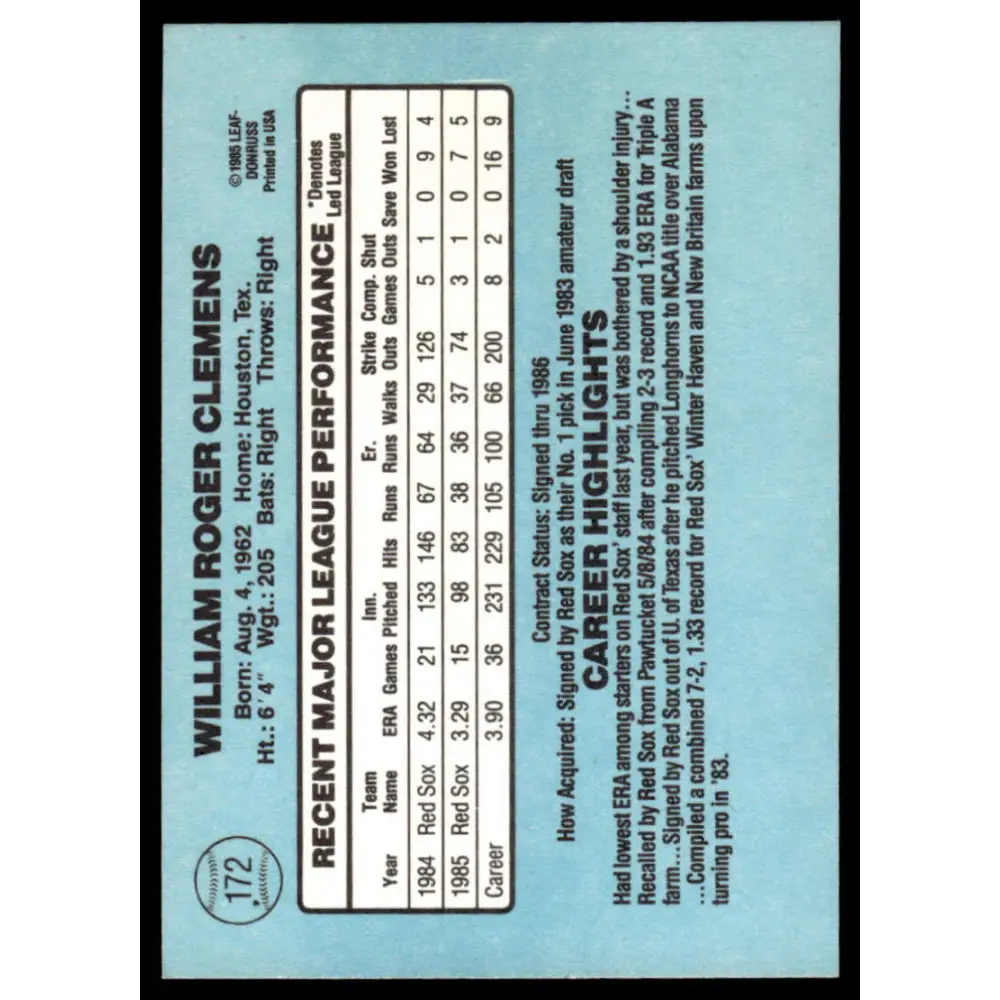 172
WILLIAM ROGER CLEMENS
Born: Aug. 4, 1962 Home: Houston, Tex.
Ht.: 6'4" Wgt.: 205 Bats: Right Throws: Right
©1985 LEAF-
DONRUSS
Printed in USA
RECENT MAJOR LEAGUE PERFORMANCE
*Denotes
Led League
Team Inn. Er. Strike Comp. Shut
Year Name ERA Games Pitched Hits Runs Runs Walks Outs Games Outs Save Won Lost
1984 Red Sox 4.32 21 133 146 67 64 29 126 5 1 0 9 4
1985 Red Sox 3.29 15 98 83 38 36 37 74 3 1 0 7 5
Career 3.90 36 231 229 105 100 66 200 8 2 0 16 9
Contract Status: Signed thru 1986
How Acquired: Signed by Red Sox as their No. 1 pick in June 1983 amateur draft
CAREER HIGHLIGHTS
Had lowest ERA among starters on Red Sox' staff last year, but was bothered by a shoulder injury...
Recalled by Red Sox from Pawtucket 5/8/84 after compiling 2-3 record and 1.93 ERA for Triple A
farm...Signed by Red Sox out of U. of Texas after he pitched Longhorns to NCAA title over Alabama
...Compiled a combined 7-2, 1.33 record for Red Sox' Winter Haven and New Britain farms upon
turning pro in '83.